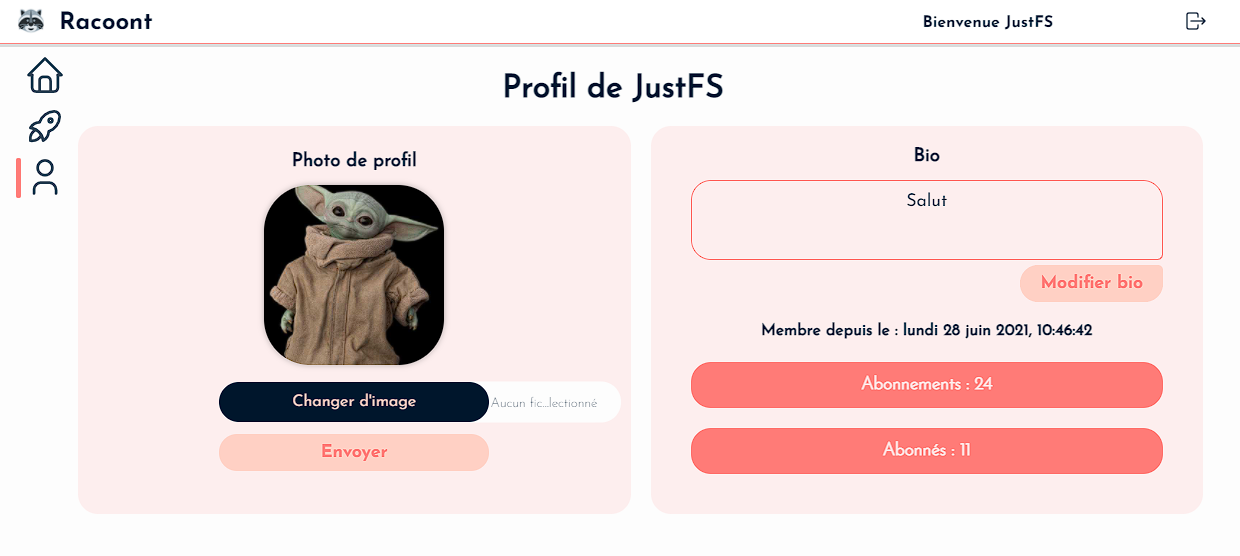 Racoont
Bienvenue JustFS
Profil de JustFS
Photo de profil
Changer d'image
Aucun fic...lectionné
Envoyer
Bio
Salut
Modifier bio
Membre depuis le : lundi 28 juin 2021, 10:46:42
Abonnements : 24
Abonnés : 11